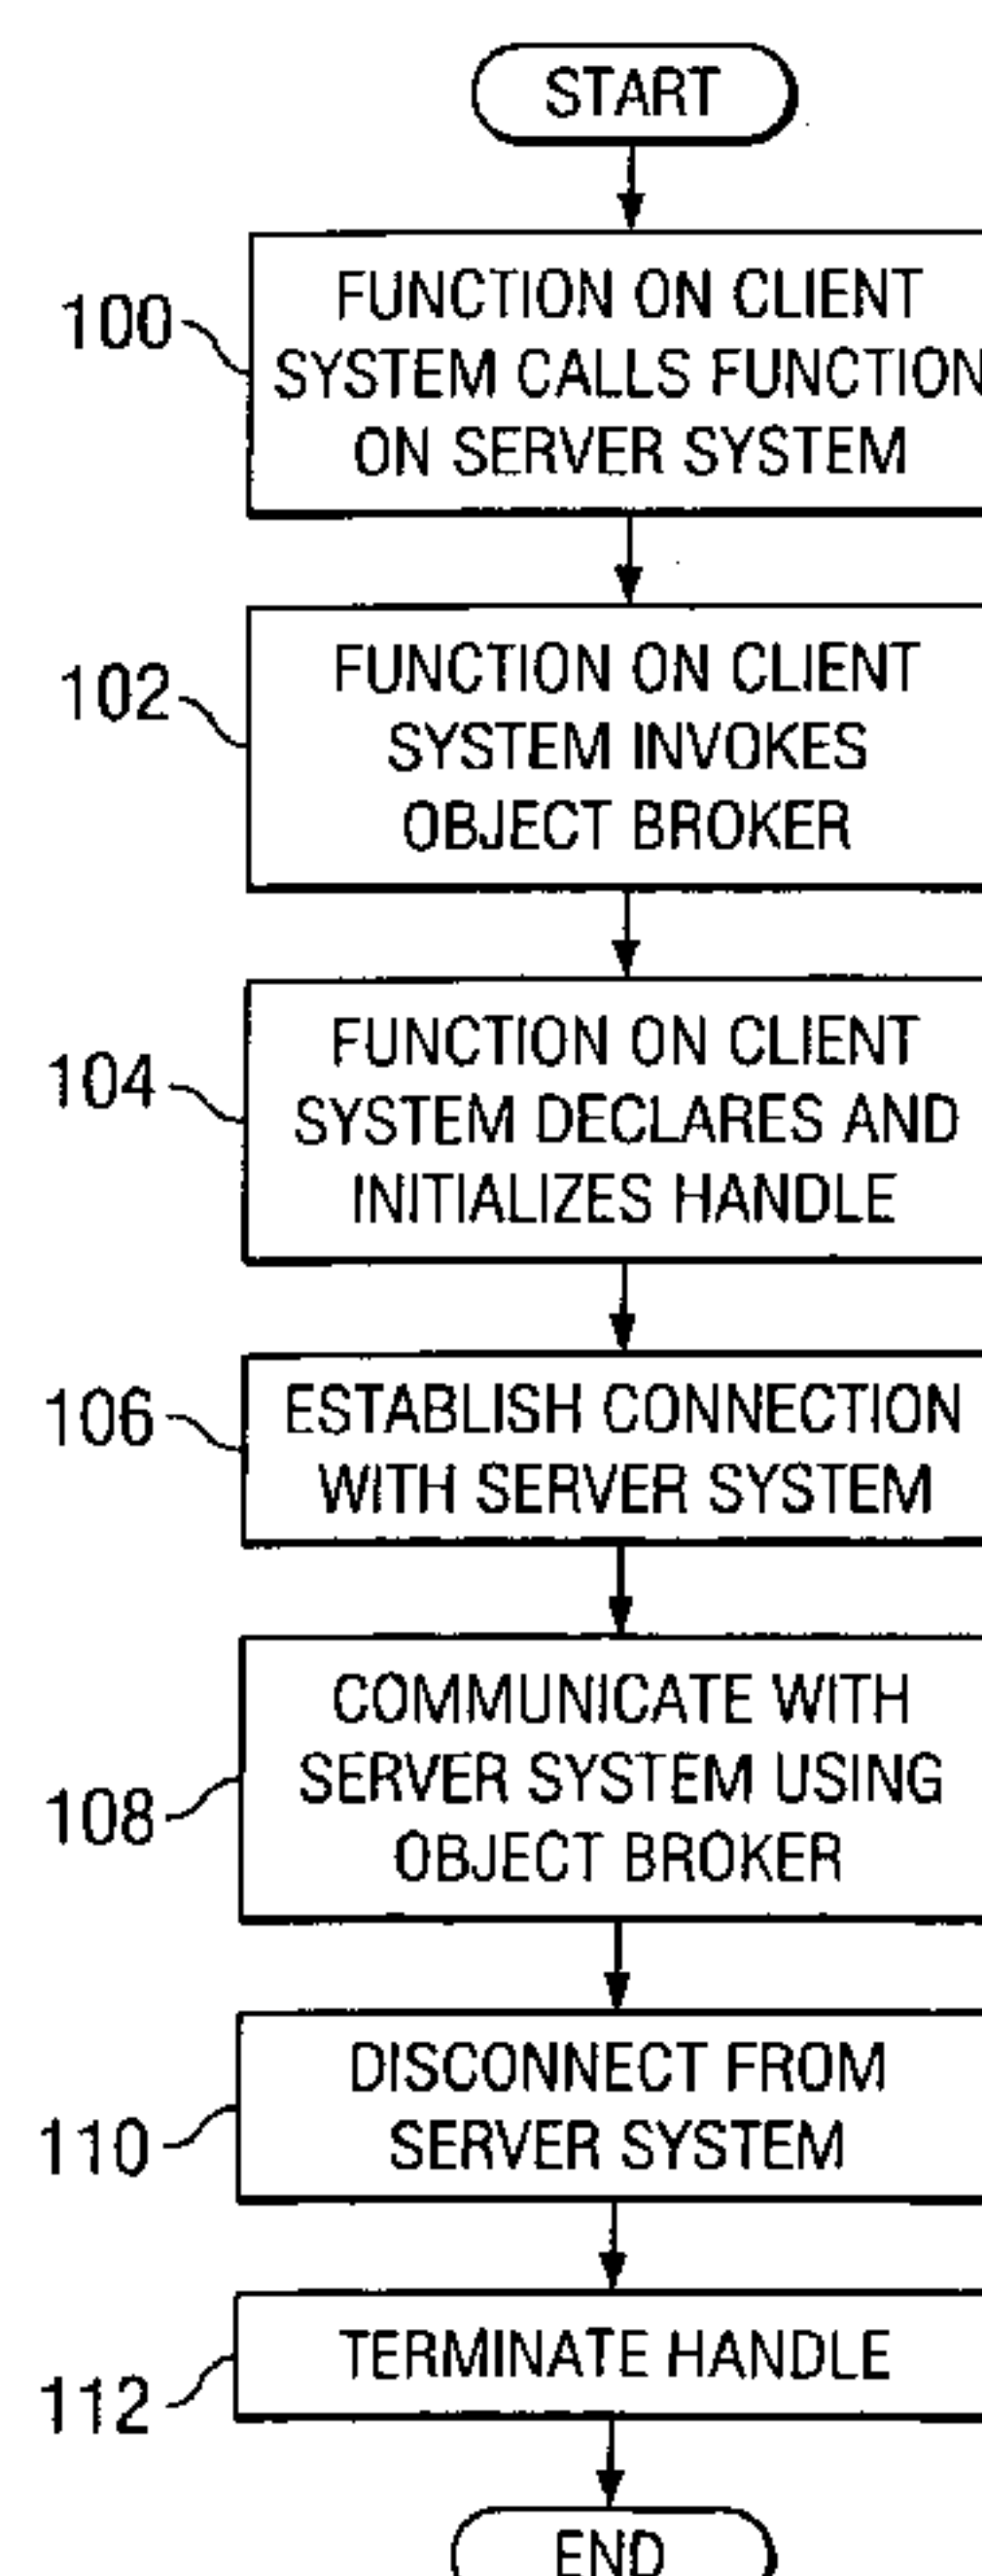 START
100
FUNCTION ON CLIENT
SYSTEM CALLS FUNCTION
ON SERVER SYSTEM
102
FUNCTION ON CLIENT
SYSTEM INVOKES
OBJECT BROKER
104
FUNCTION ON CLIENT
SYSTEM DECLARES AND
INITIALIZES HANDLE
106
ESTABLISH CONNECTION
WITH SERVER SYSTEM
108
COMMUNICATE WITH
SERVER SYSTEM USING
OBJECT BROKER
110
DISCONNECT FROM
SERVER SYSTEM
112
TERMINATE HANDLE
END